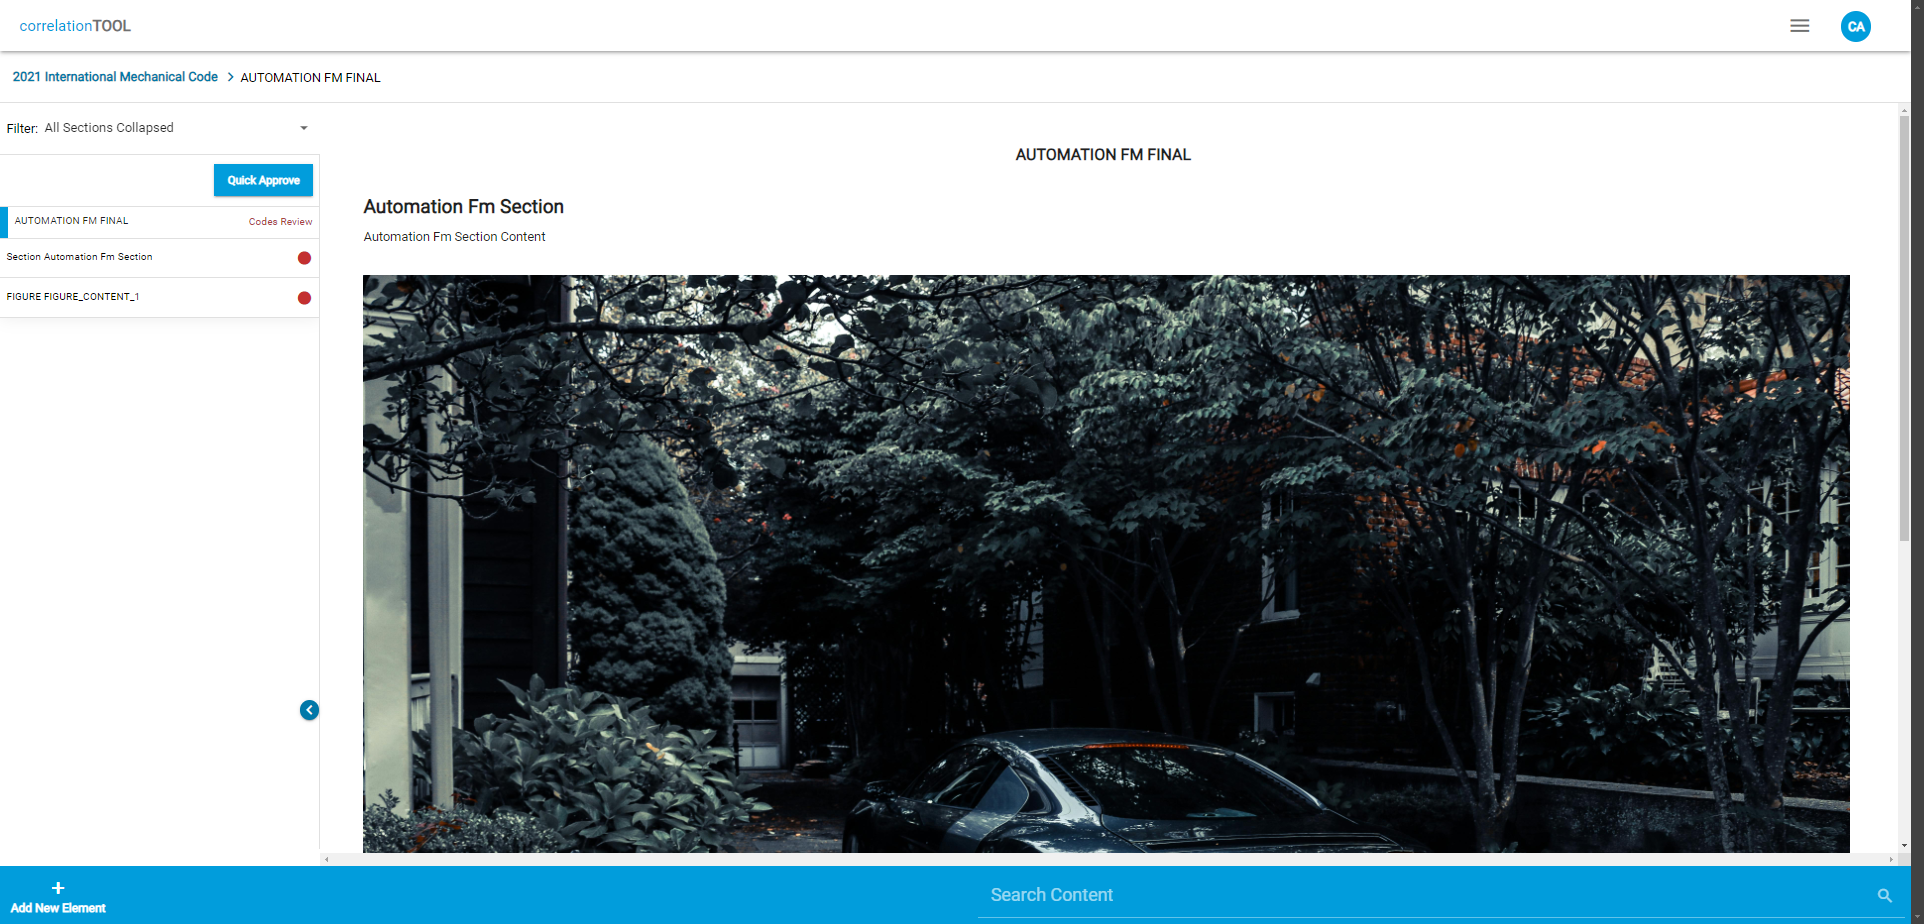 correlationTOOL
CA
2021 International Mechanical Code > AUTOMATION FM FINAL
Filter: All Sections Collapsed
Quick Approve
AUTOMATION FM FINAL Codes Review
Section Automation Fm Section
FIGURE FIGURE_CONTENT_1
AUTOMATION FM FINAL
Automation Fm Section
Automation Fm Section Content
+
Add New Element
Search Content